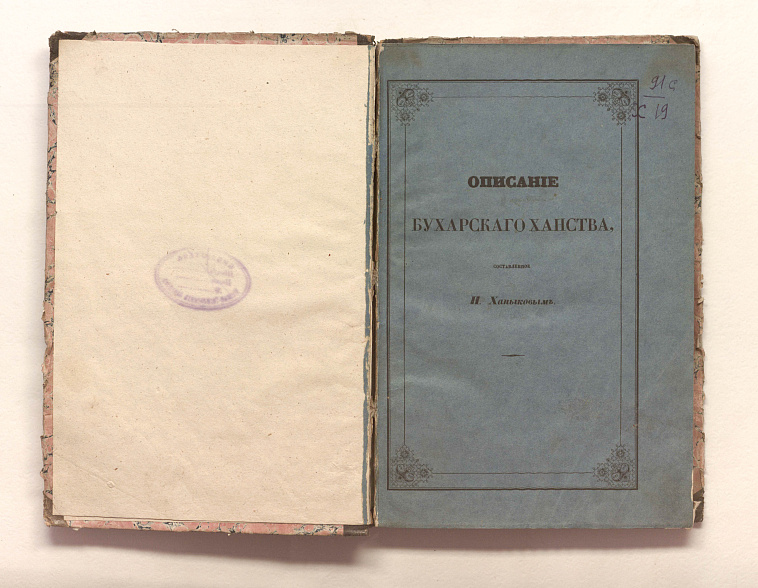 91с
Х 19
ОПИСАНІЕ
БУХАРСКАГО ХАНСТВА,
СОСТАВЛЕННОЕ
Н. Ханыковымъ.